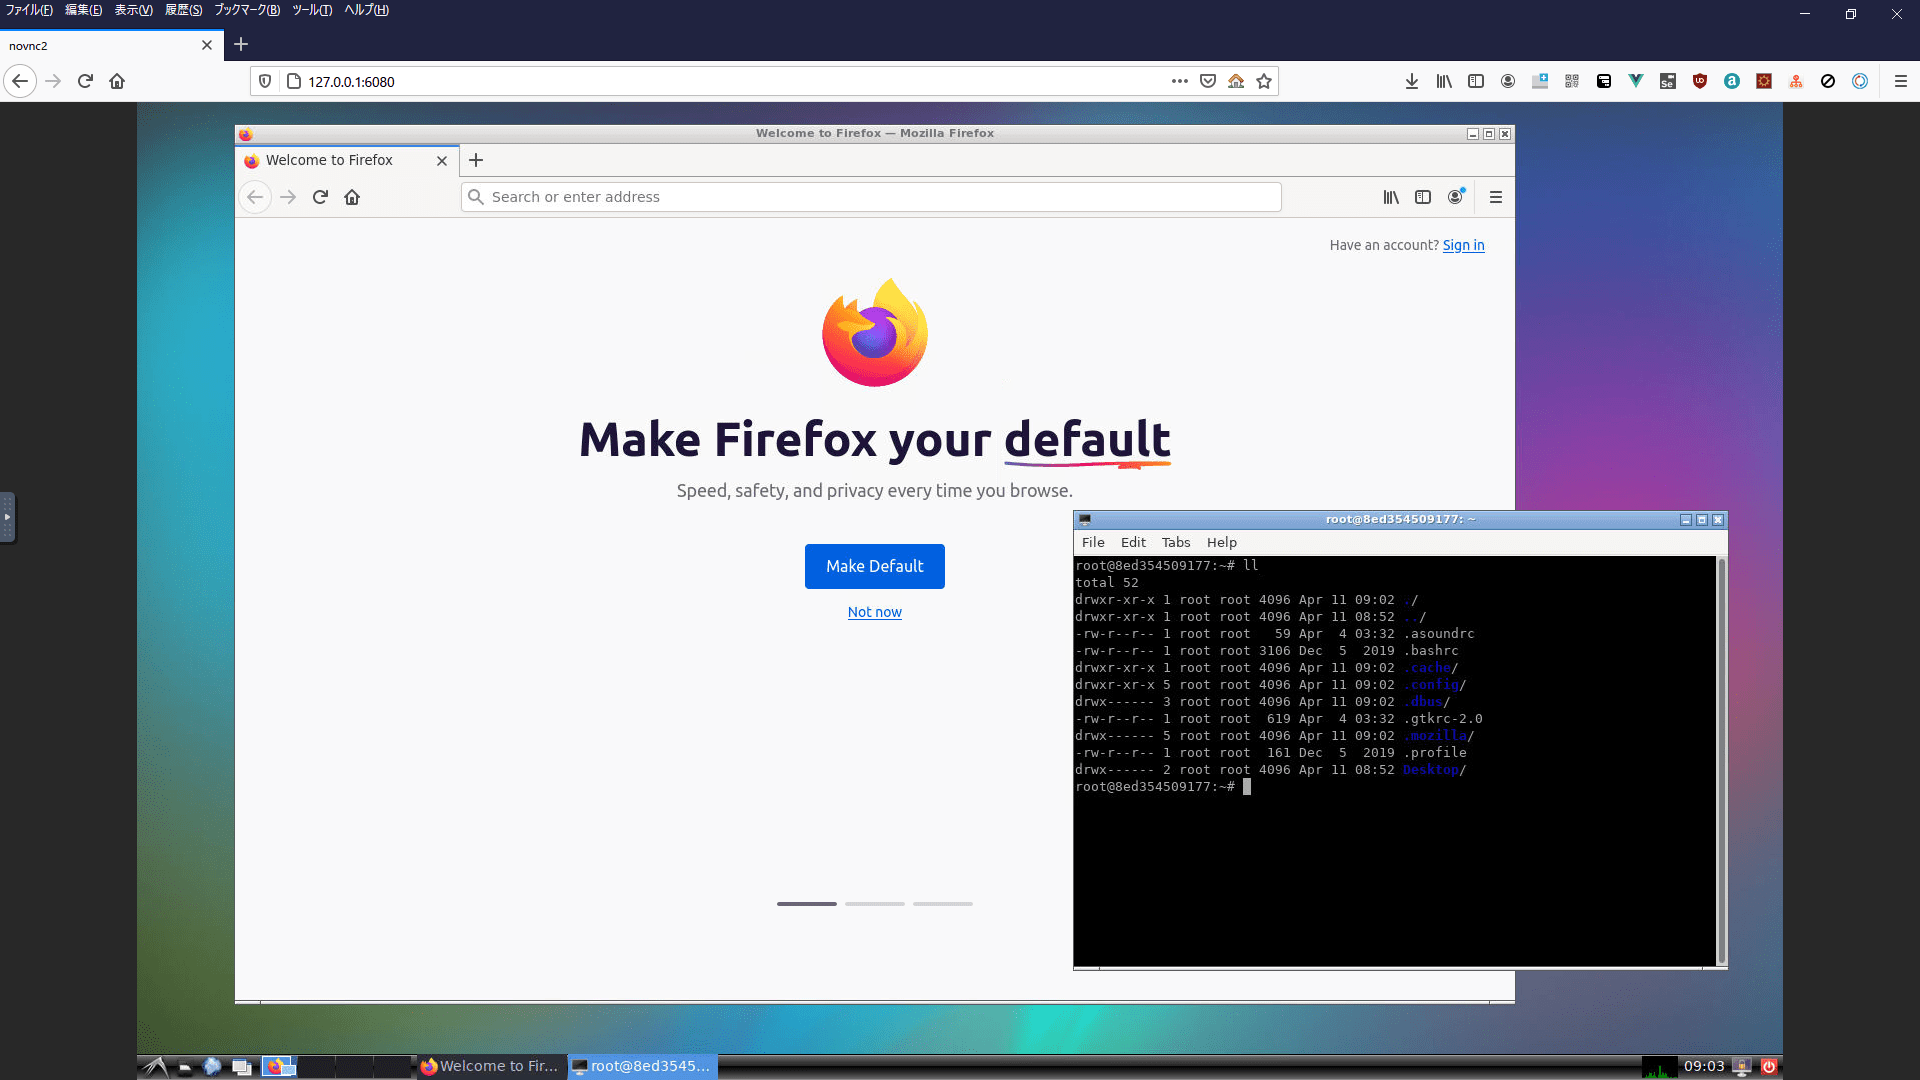 ファイル(F) 編集(E) 表示(V) 履歴(S) ブックマーク(B) ツール(T) ヘルプ(H)
novnc2
127.0.0.1:6080
Welcome to Firefox — Mozilla Firefox
Welcome to Firefox
Search or enter address
Have an account? Sign in
Make Firefox your default
Speed, safety, and privacy every time you browse.
Make Default
Not now
root@8ed354509177: ~
File Edit Tabs Help
root@8ed354509177:~# ll
total 52
drwxr-xr-x 1 root root 4096 Apr 11 09:02 ./
drwxr-xr-x 1 root root 4096 Apr 11 08:52 ../
-rw-r--r-- 1 root root   59 Apr  4 03:32 .asoundrc
-rw-r--r-- 1 root root 3106 Dec  5  2019 .bashrc
drwxr-xr-x 1 root root 4096 Apr 11 09:02 .cache/
drwxr-xr-x 5 root root 4096 Apr 11 09:02 .config/
drwx------ 3 root root 4096 Apr 11 09:02 .dbus/
-rw-r--r-- 1 root root  619 Apr  4 03:32 .gtkrc-2.0
drwx------ 5 root root 4096 Apr 11 09:02 .mozilla/
-rw-r--r-- 1 root root  161 Dec  5  2019 .profile
drwx------ 2 root root 4096 Apr 11 08:52 Desktop/
root@8ed354509177:~#
Welcome to Fir...
root@8ed3545...
09:03